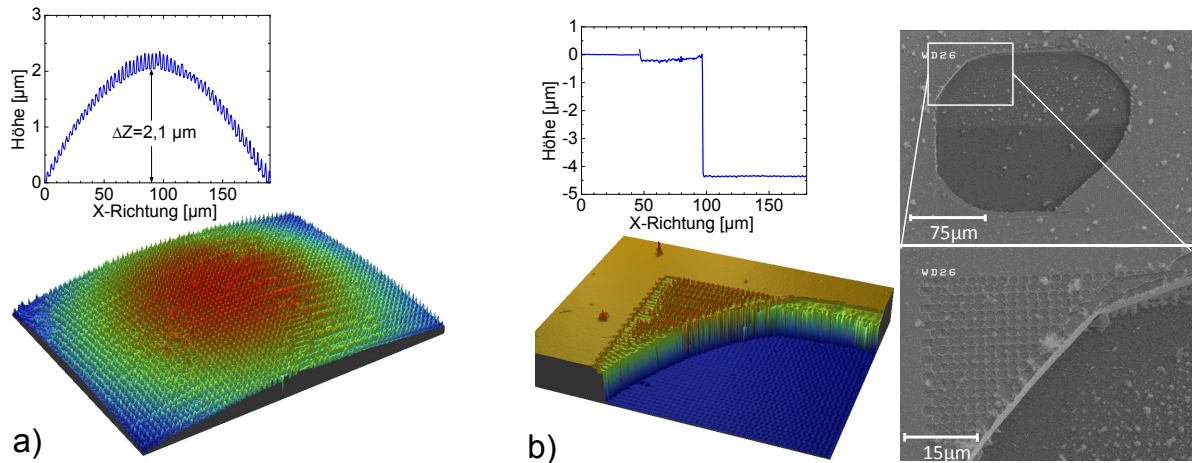 3
2
1
0
Höhe [µm]
ΔZ=2,1 µm
0 50 100 150
X-Richtung [µm]
a)
1
0
-1
-2
-3
-4
-5
Höhe [µm]
0 50 100 150
X-Richtung [µm]
b)
WD26
75µm
WD26
15µm